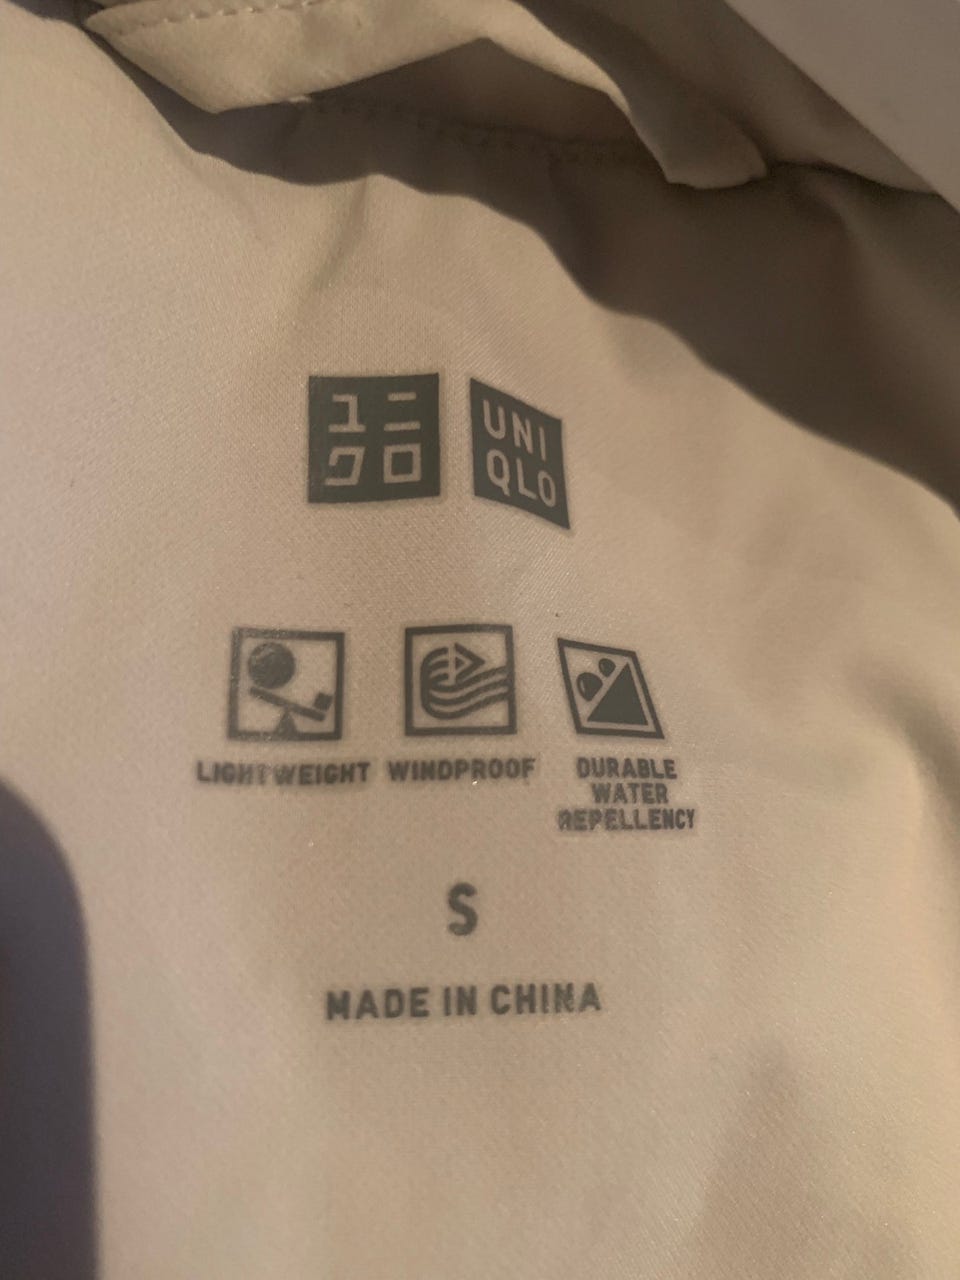 ユニ
クロ
UNI
QLO
LIGHTWEIGHT
WINDPROOF
DURABLE
WATER
REPELLENCY
S
MADE IN CHINA